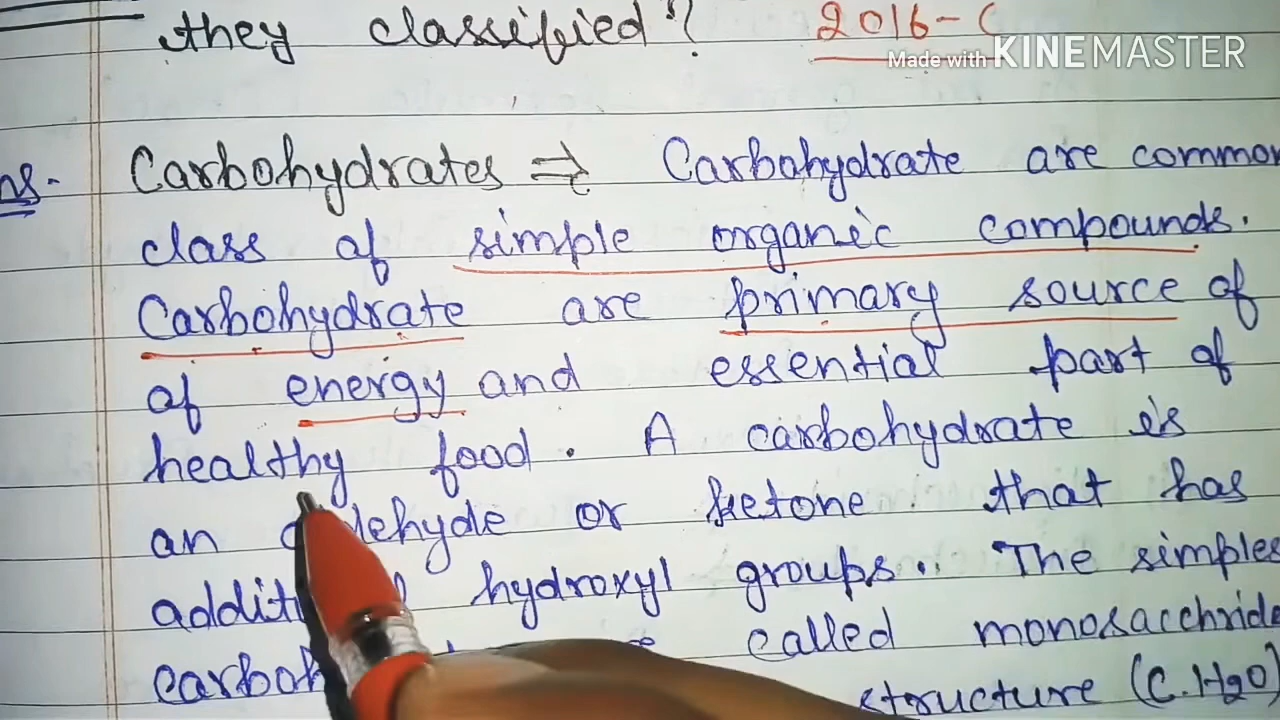 they classified? 2016-C
Made with KINEMASTER
Ans- Carbohydrates ⇒ Carbohydrate are common
class of simple organic compounds.
Carbohydrate are primary source of
of energy and essential part of
healthy food. A carbohydrate is
an aldehyde or ketone that has
hydroxyl groups. The simples
called monosacchride
structure (C.H2O)